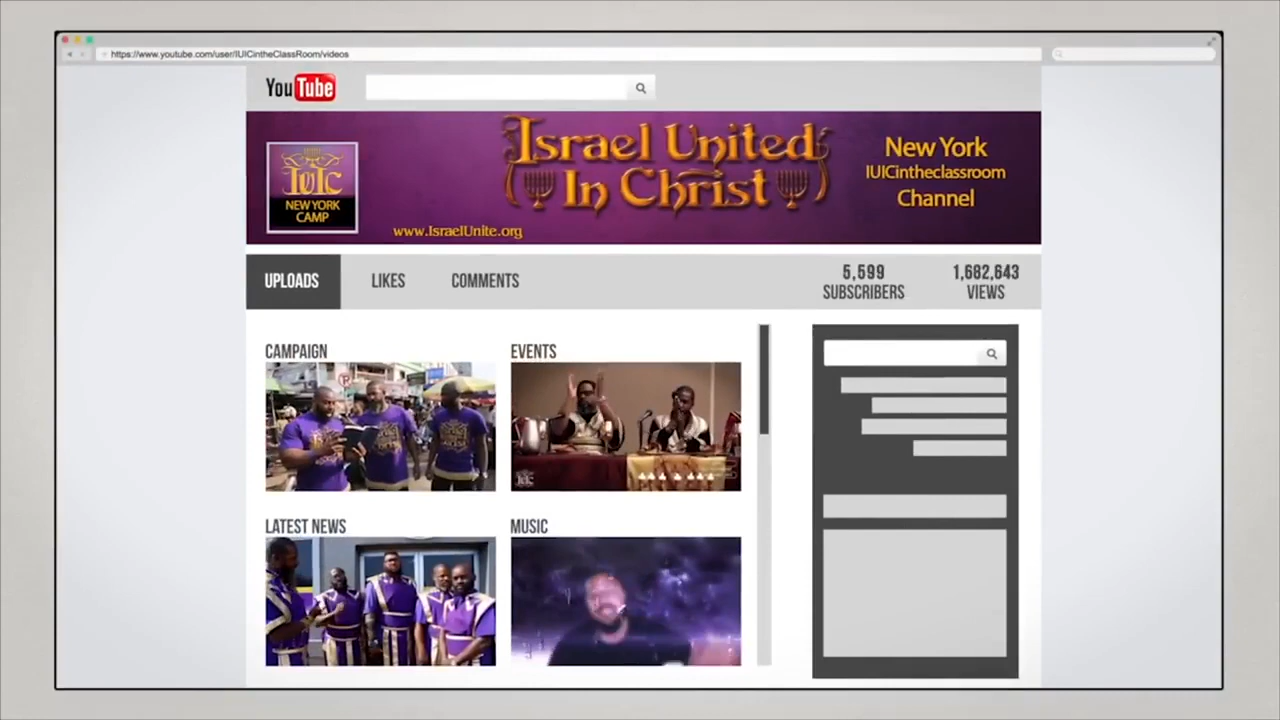 https://www.youtube.com/user/IUICintheClassRoom/videos
YouTube
Israel United
In Christ
New York
IUICintheclassroom
Channel
IUIC
NEW YORK
CAMP
www.IsraelUnite.org
UPLOADS
LIKES
COMMENTS
5,599
SUBSCRIBERS
1,682,643
VIEWS
CAMPAIGN
EVENTS
LATEST NEWS
MUSIC